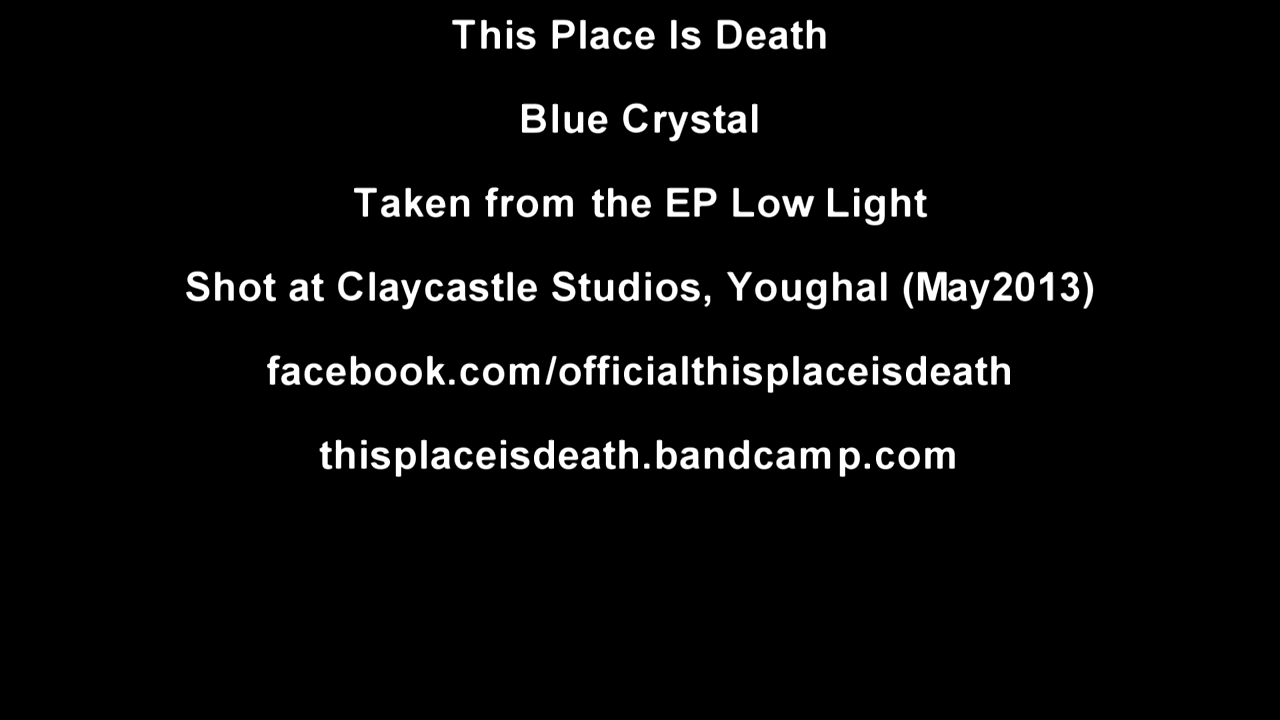 This Place Is Death
Blue Crystal
Taken from the EP Low Light
Shot at Claycastle Studios, Youghal (May2013)
facebook.com/officialthisplaceisdeath
thisplaceisdeath.bandcamp.com